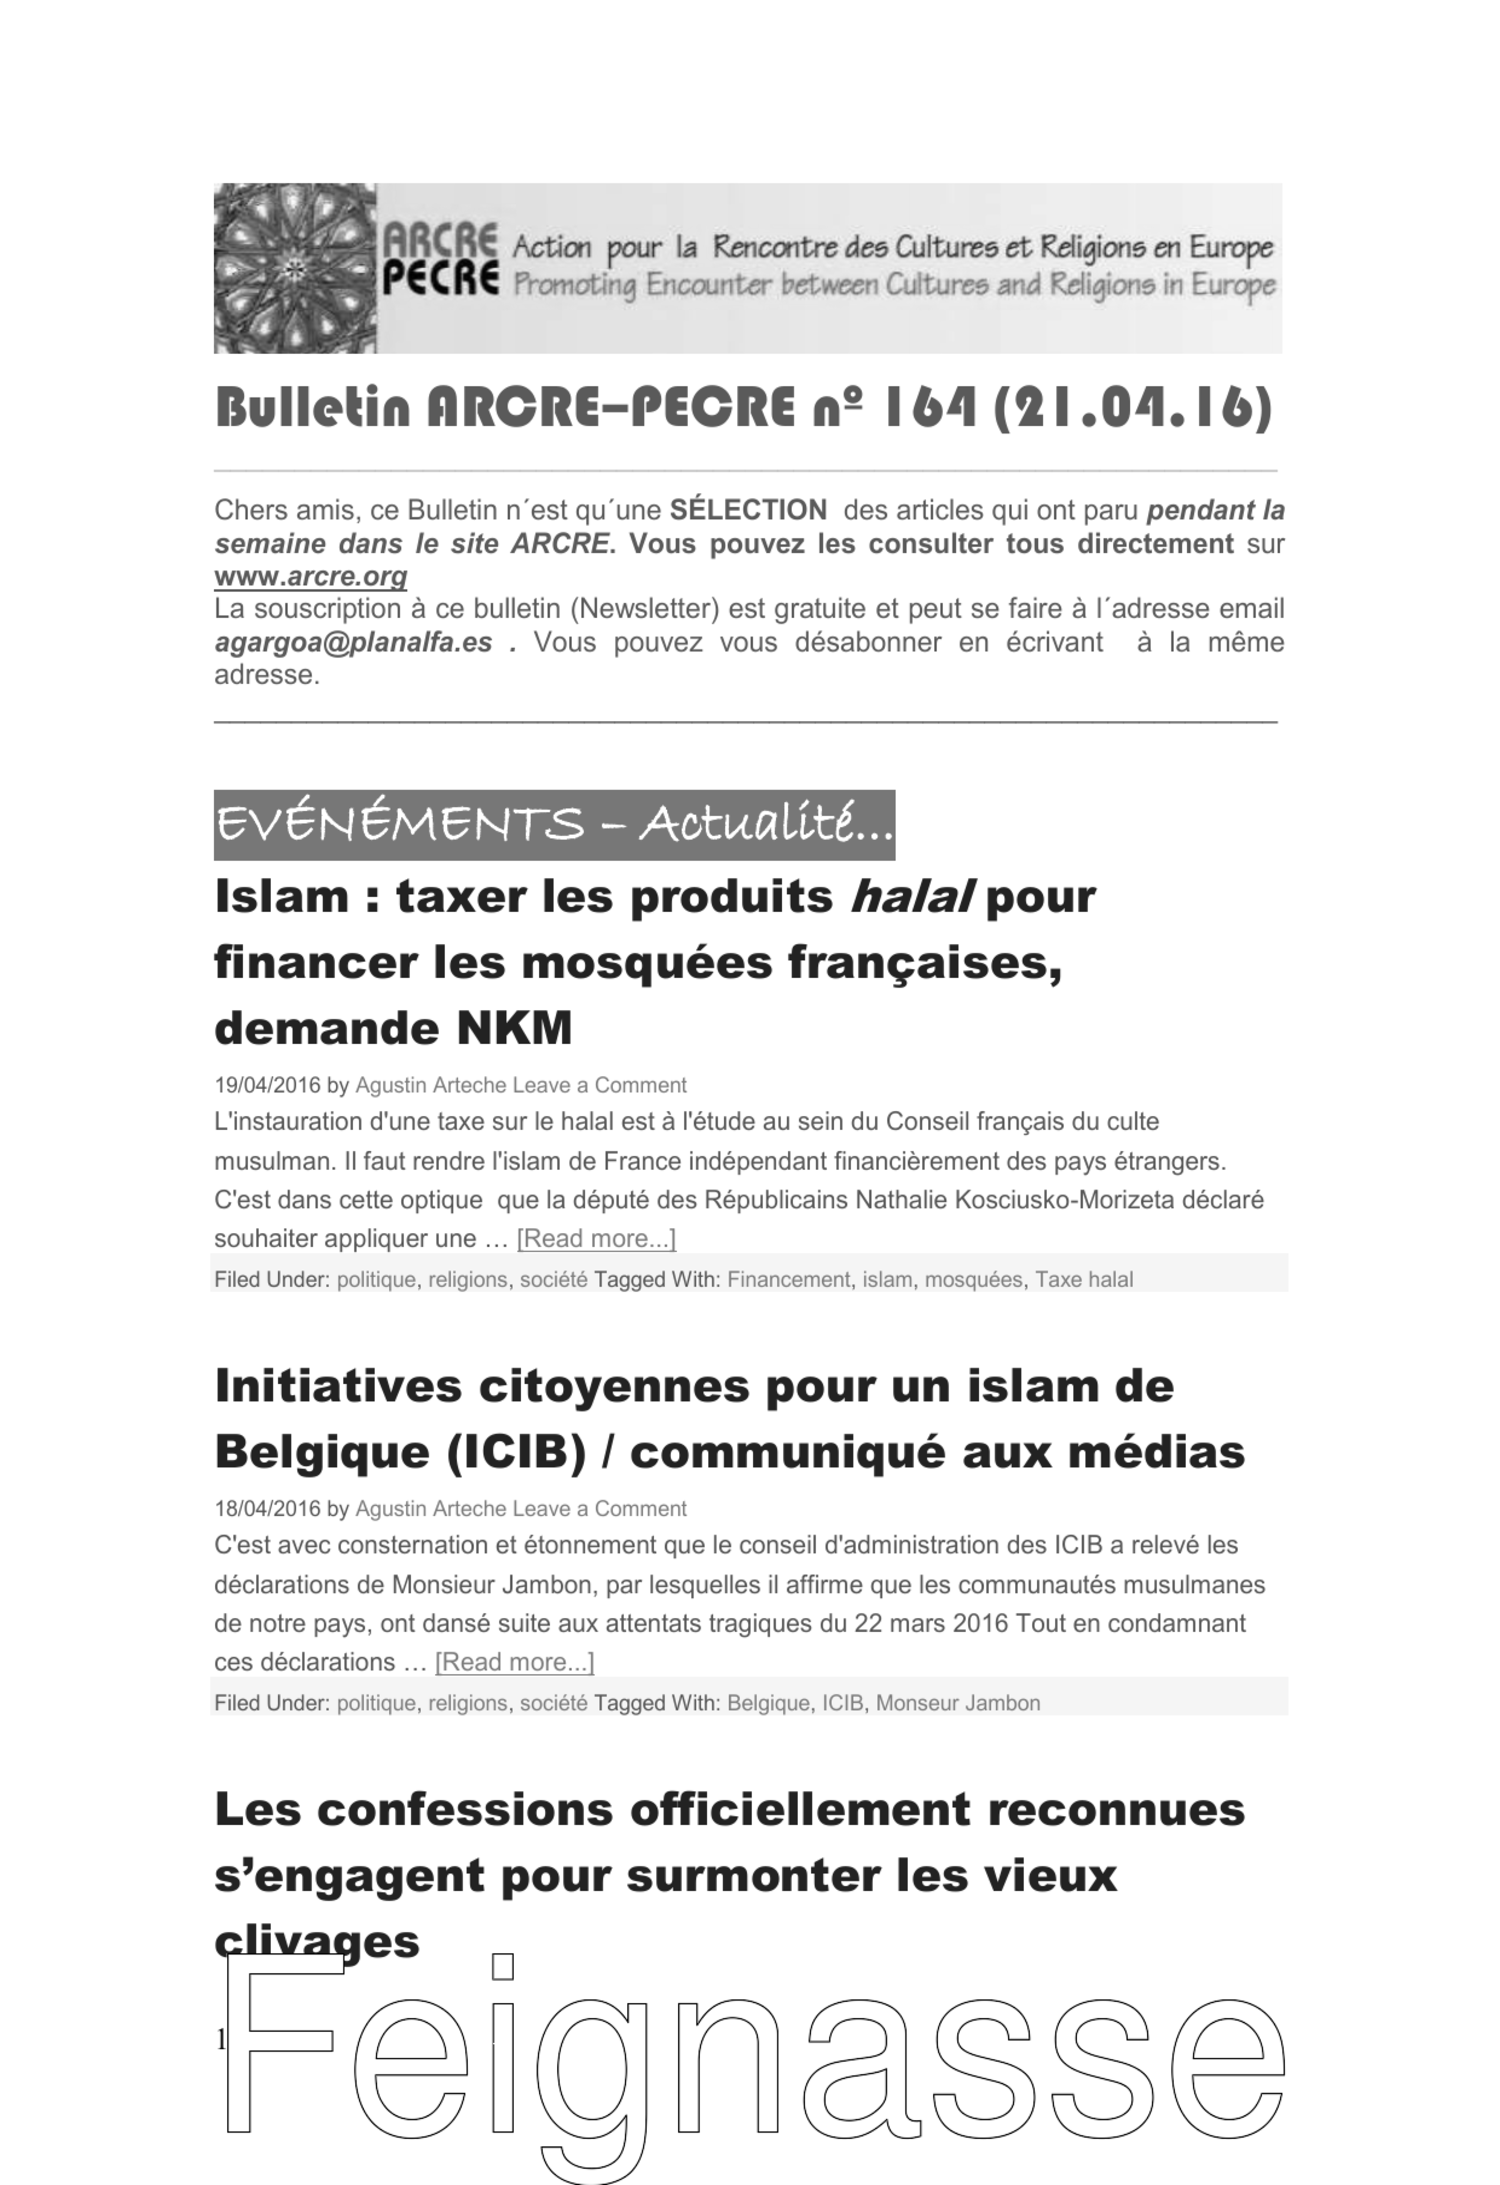 ARCRE Action pour la Rencontre des Cultures et Religions en Europe
PECRE Promoting Encounter between Cultures and Religions in Europe
Bulletin ARCRE–PECRE nº 164 (21.04.16)
Chers amis, ce Bulletin n´est qu´une SÉLECTION des articles qui ont paru pendant la
semaine dans le site ARCRE. Vous pouvez les consulter tous directement sur
www.arcre.org
La souscription à ce bulletin (Newsletter) est gratuite et peut se faire à l´adresse email
agargoa@planalfa.es . Vous pouvez vous désabonner en écrivant à la même
adresse.
EVÉNÉMENTS – Actualité...
Islam : taxer les produits halal pour
financer les mosquées françaises,
demande NKM
19/04/2016 by Agustin Arteche Leave a Comment
L'instauration d'une taxe sur le halal est à l'étude au sein du Conseil français du culte
musulman. Il faut rendre l'islam de France indépendant financièrement des pays étrangers.
C'est dans cette optique que la député des Républicains Nathalie Kosciusko-Morizeta déclaré
souhaiter appliquer une … [Read more...]
Filed Under: politique, religions, société Tagged With: Financement, islam, mosquées, Taxe halal
Initiatives citoyennes pour un islam de
Belgique (ICIB) / communiqué aux médias
18/04/2016 by Agustin Arteche Leave a Comment
C'est avec consternation et étonnement que le conseil d'administration des ICIB a relevé les
déclarations de Monsieur Jambon, par lesquelles il affirme que les communautés musulmanes
de notre pays, ont dansé suite aux attentats tragiques du 22 mars 2016 Tout en condamnant
ces déclarations … [Read more...]
Filed Under: politique, religions, société Tagged With: Belgique, ICIB, Monseur Jambon
Les confessions officiellement reconnues
s’engagent pour surmonter les vieux
clivages
1
Feignasse